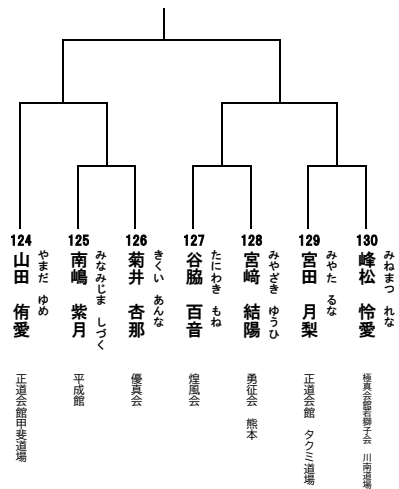 124
山田　侑愛
やまだ　ゆめ
正道会館甲斐道場
125
南嶋　紫月
みなみじま　しづく
平成館
126
菊井　杏那
きくい　あんな
優真会
127
谷脇　百音
たにわき　もね
煌風会
128
宮﨑　結陽
みやざき　ゆうひ
勇征会　熊本
129
宮田　月梨
みやた　るな
正道会館　タクミ道場
130
峰松　怜愛
みねまつ　れな
極真会館若獅子会　川南道場